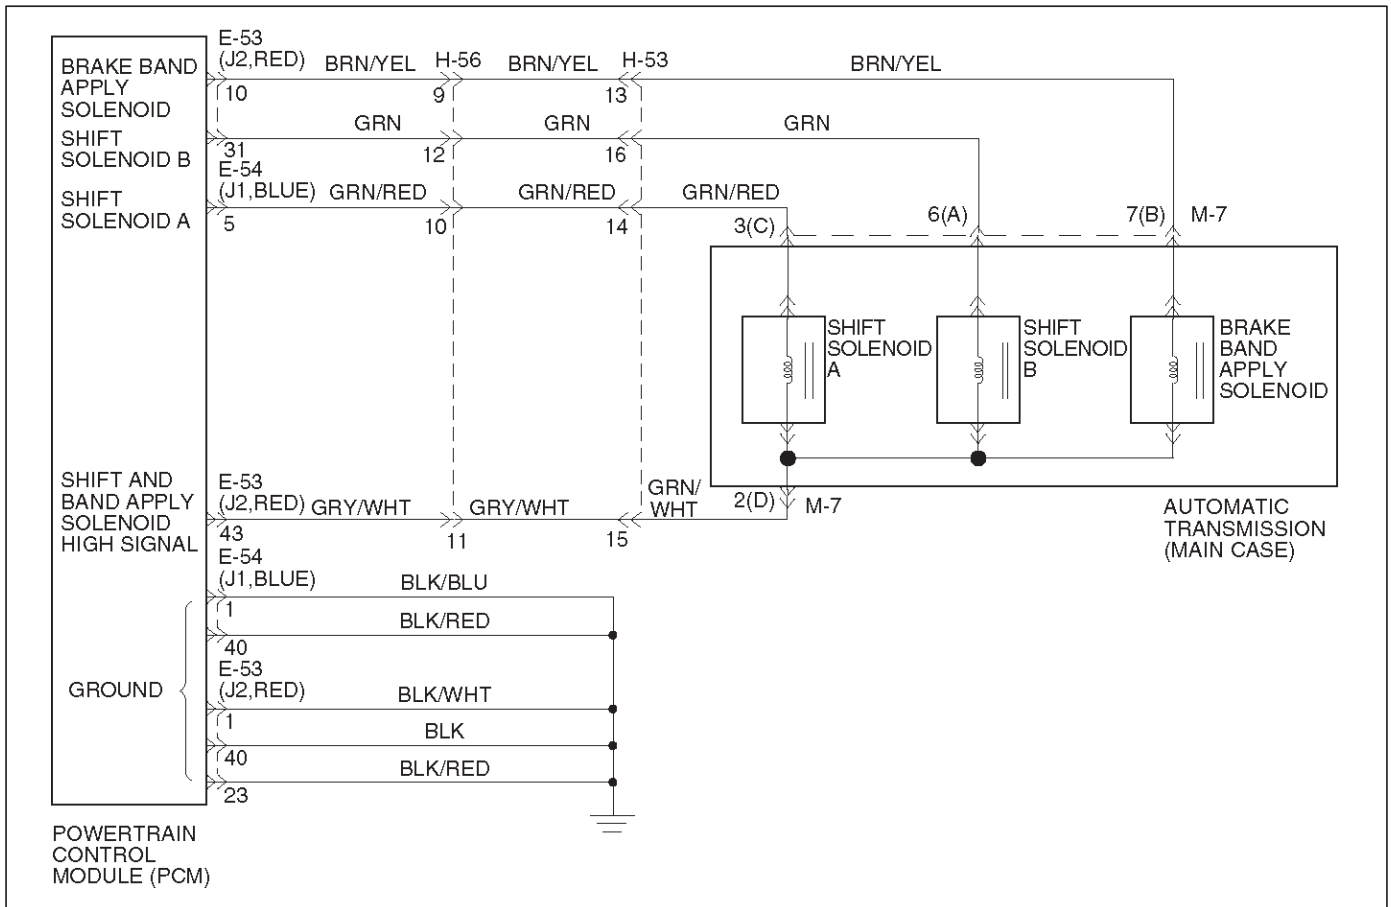 E-53
(J2,RED)
BRN/YEL
H-56
BRN/YEL
H-53
BRN/YEL
BRAKE BAND
APPLY
SOLENOID
10
9
13
SHIFT
SOLENOID B
GRN
GRN
GRN
31
12
16
E-54
(J1,BLUE)
SHIFT
SOLENOID A
GRN/RED
GRN/RED
GRN/RED
5
10
14
3(C)
6(A)
7(B)
M-7
SHIFT
SOLENOID
A
SHIFT
SOLENOID
B
BRAKE
BAND
APPLY
SOLENOID
SHIFT AND
BAND APPLY
SOLENOID
HIGH SIGNAL
E-53
(J2,RED)
GRY/WHT
GRY/WHT
GRN/
WHT
43
11
15
2(D)
M-7
AUTOMATIC
TRANSMISSION
(MAIN CASE)
E-54
(J1,BLUE)
BLK/BLU
1
BLK/RED
40
GROUND
E-53
(J2,RED)
BLK/WHT
1
BLK
40
BLK/RED
23
POWERTRAIN
CONTROL
MODULE (PCM)